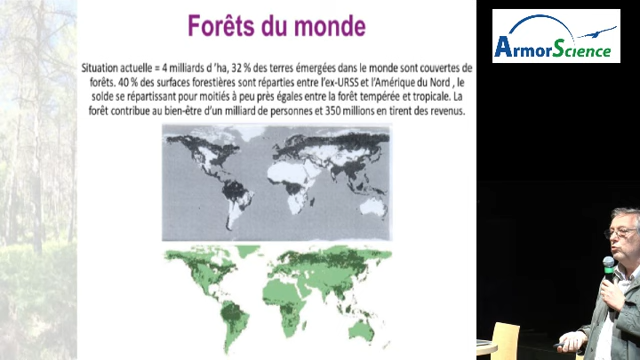 Forêts du monde
ArmorScience
Situation actuelle = 4 milliards d 'ha, 32 % des terres émergées dans le monde sont couvertes de
forêts. 40 % des surfaces forestières sont réparties entre l'ex-URSS et l'Amérique du Nord , le
solde se répartissant pour moitiés à peu près égales entre la forêt tempérée et tropicale. La
forêt contribue au bien-être d'un milliard de personnes et 350 millions en tirent des revenus.